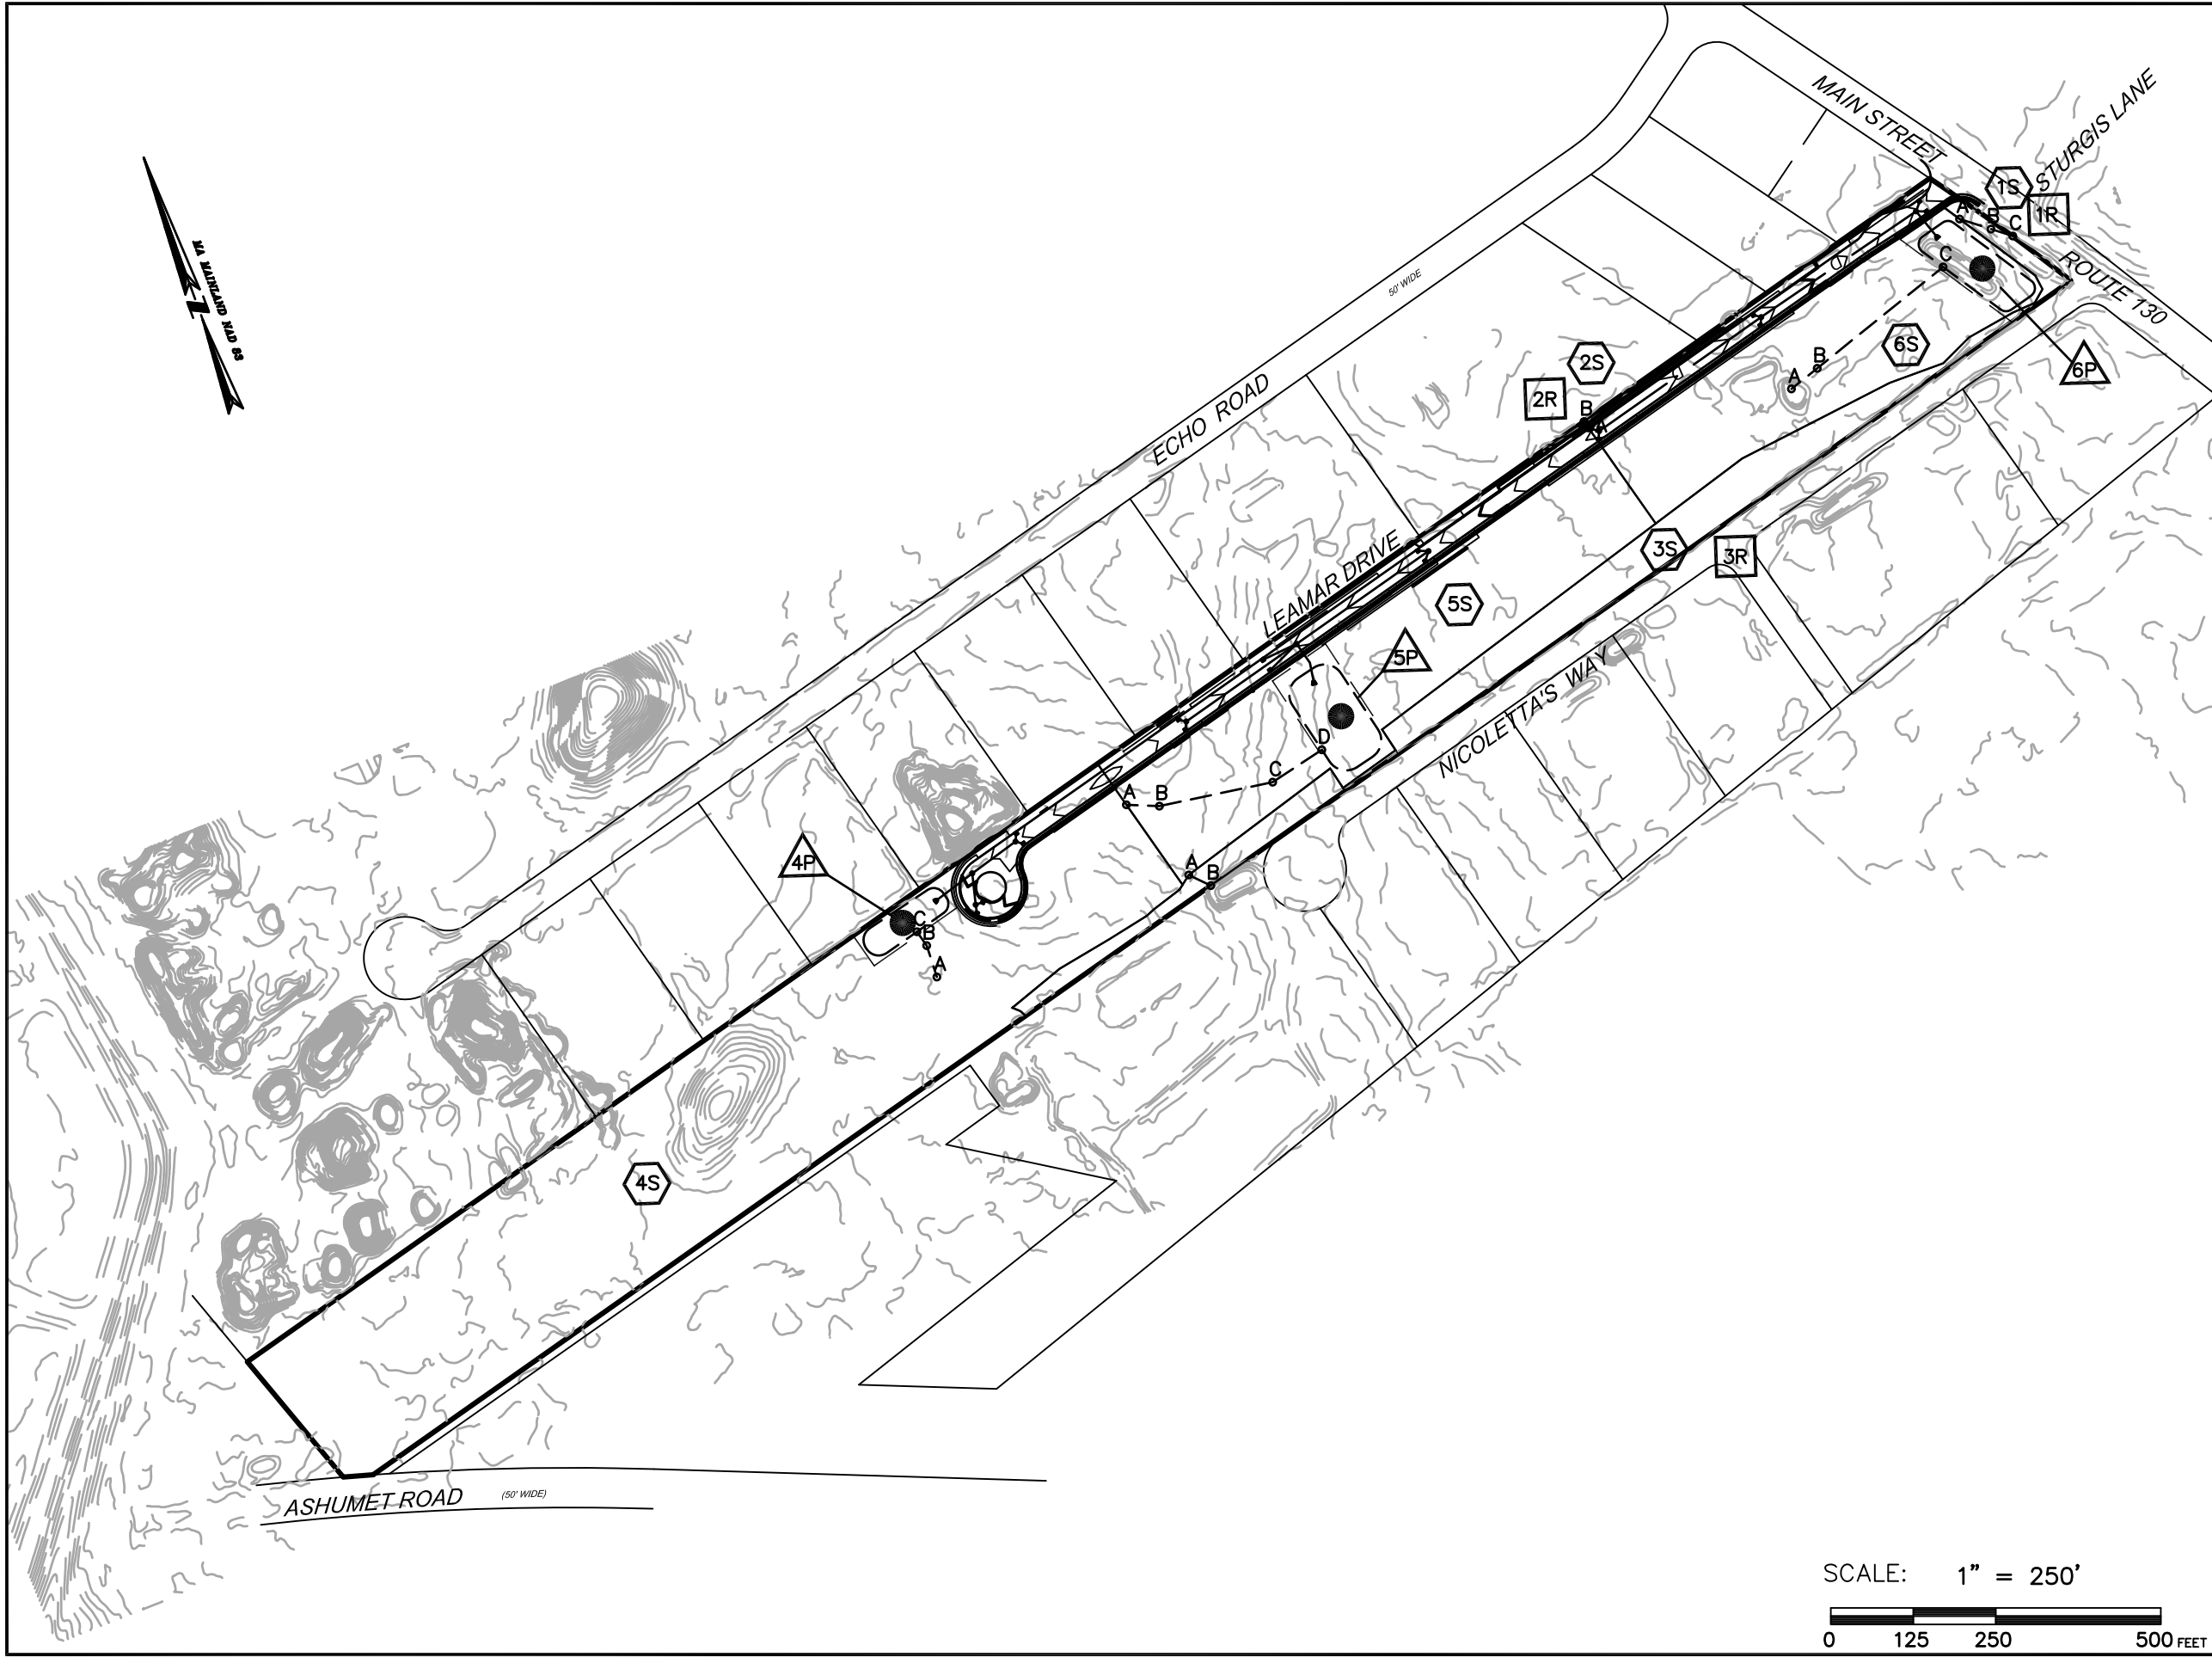 MAIN STREET
STURGIS LANE
1S
1R
A
B
C
C
ROUTE 130
MA MAINLAND NAD 83
N
50' WIDE
6S
6P
2S
2R
B
A
B
A
ECHO ROAD
LEAMAR DRIVE
3S
3R
5S
5P
NICOLETTA'S WAY
D
C
A
B
4P
A
B
C
B
A
4S
ASHUMET ROAD
(50' WIDE)
SCALE: 1" = 250'
0 125 250 500 FEET